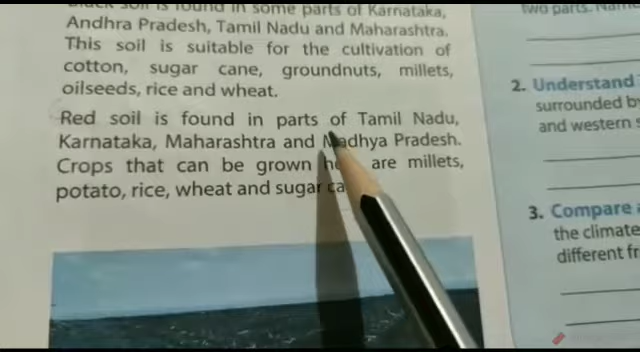 Black soil is found in some parts of Karnataka,
Andhra Pradesh, Tamil Nadu and Maharashtra.
This soil is suitable for the cultivation of
cotton, sugar cane, groundnuts, millets,
oilseeds, rice and wheat.
Red soil is found in parts of Tamil Nadu,
Karnataka, Maharashtra and Madhya Pradesh.
Crops that can be grown are millets,
potato, rice, wheat and sugar
two parts.
2. Understand
surrounded
and western
3. Compare
the climate
different